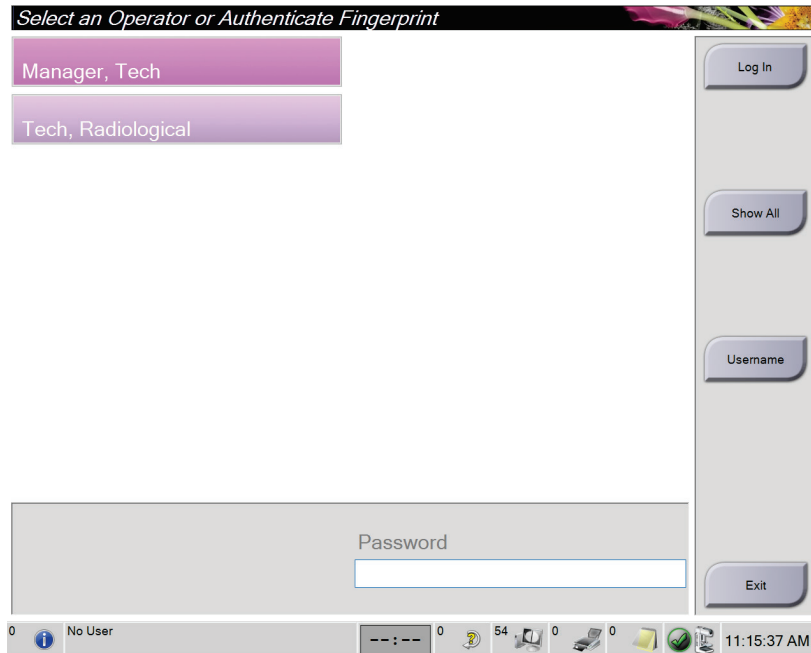 Select an Operator or Authenticate Fingerprint
Manager, Tech
Tech, Radiological
Log In
Show All
Username
Password
Exit
0 No User --:-- 0 54 0 0 11:15:37 AM